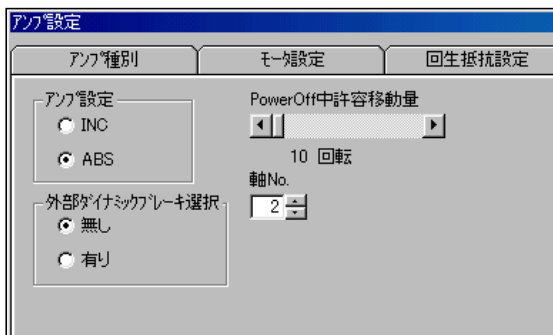 アンプ設定
アンプ種別 モータ設定 回生抵抗設定
アンプ設定
INC
ABS
PowerOff中許容移動量
10 回転
軸No.
2
外部ダイナミックブレーキ選択
無し
有り